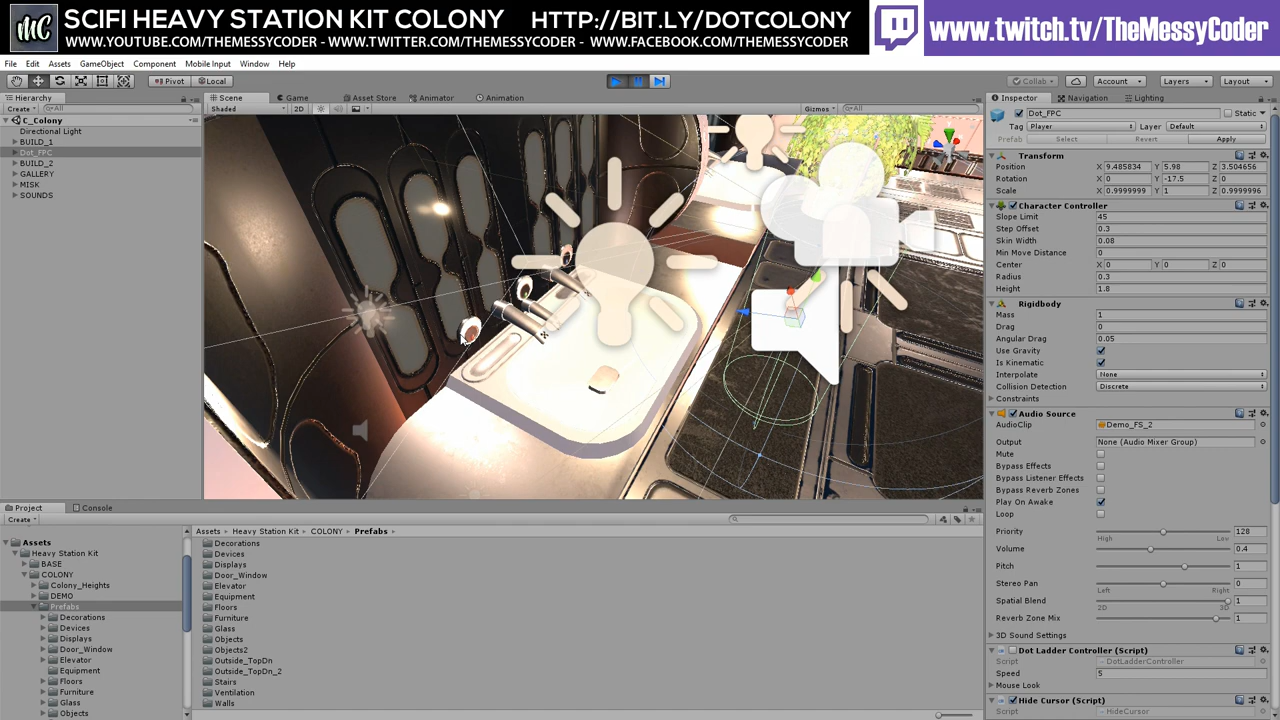 MC
SCIFI HEAVY STATION KIT COLONY HTTP://BIT.LY/DOTCOLONY
WWW.YOUTUBE.COM/THEMESSYCODER - WWW.TWITTER.COM/THEMESSYCODER - WWW.FACEBOOK.COM/THEMESSYCODER
www.twitch.tv/TheMessyCoder
File Edit Assets GameObject Component Mobile Input Window Help
Pivot Local Collab Account Layers Layout
Hierarchy
Create All
C_Colony
Directional Light
BUILD_1
Dot_FPC
BUILD_2
GALLERY
MISK
SOUNDS
Scene Game Asset Store Animator Animation
Shaded 2D Gizmos All
Inspector Navigation Lighting
Dot_FPC Static
Tag Player Layer Default
Prefab Select Revert Apply
Transform
Position X 9.485834 Y 5.98 Z 3.504656
Rotation X 0 Y -17.5 Z 0
Scale X 0.9999999 Y 1 Z 0.9999996
Character Controller
Slope Limit 45
Step Offset 0.3
Skin Width 0.08
Min Move Distance 0
Center X 0 Y 0 Z 0
Radius 0.3
Height 1.8
Rigidbody
Mass 1
Drag 0
Angular Drag 0.05
Use Gravity
Is Kinematic
Interpolate None
Collision Detection Discrete
Constraints
Audio Source
AudioClip Demo_FS_2
Output None (Audio Mixer Group)
Mute
Bypass Effects
Bypass Listener Effects
Bypass Reverb Zones
Play On Awake
Loop
Priority 128
High Low
Volume 0.4
Pitch 1
Stereo Pan 0
Left Right
Spatial Blend 1
2D 3D
Reverb Zone Mix 1
3D Sound Settings
Dot Ladder Controller (Script)
Script DotLadderController
Speed 5
Mouse Look
Hide Cursor (Script)
Script HideCursor
Project Console
Create
Assets
Heavy Station Kit
BASE
COLONY
Colony_Heights
DEMO
Prefabs
Decorations
Devices
Displays
Door_Window
Elevator
Equipment
Floors
Furniture
Glass
Objects
Assets Heavy Station Kit COLONY Prefabs
Decorations
Devices
Displays
Door_Window
Elevator
Equipment
Floors
Furniture
Glass
Objects
Objects2
Outside_TopDn
Outside_TopDn_2
Stairs
Ventilation
Walls